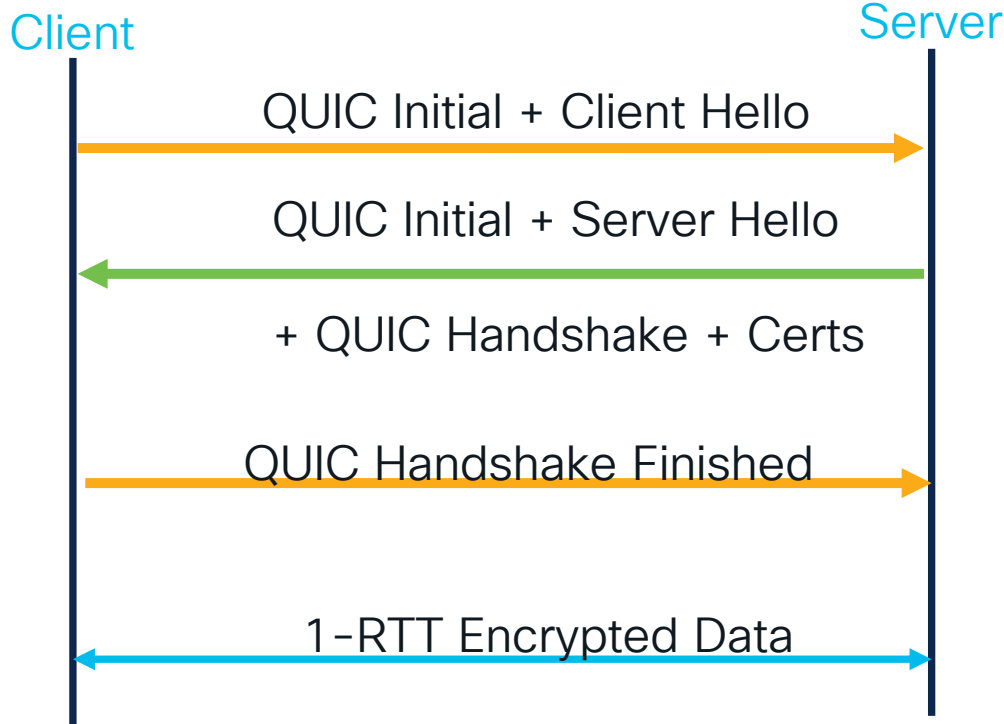 Client
Server
QUIC Initial + Client Hello
QUIC Initial + Server Hello
+ QUIC Handshake + Certs
QUIC Handshake Finished
1-RTT Encrypted Data